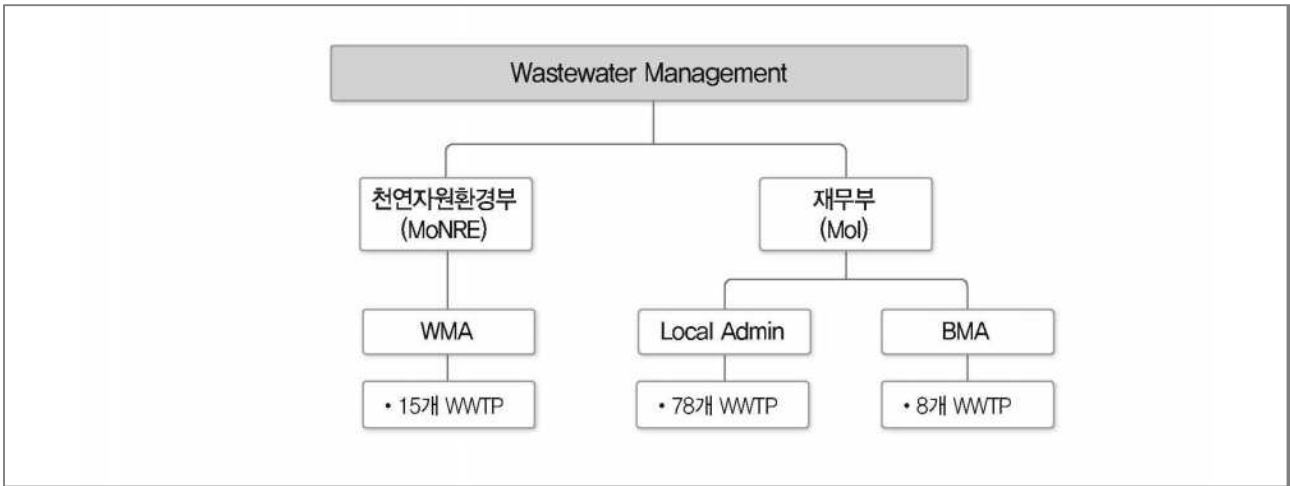 Wastewater Management
천연자원환경부
(MoNRE)
재무부
(MoI)
WMA
Local Admin
BMA
• 15개 WWTP
• 78개 WWTP
• 8개 WWTP